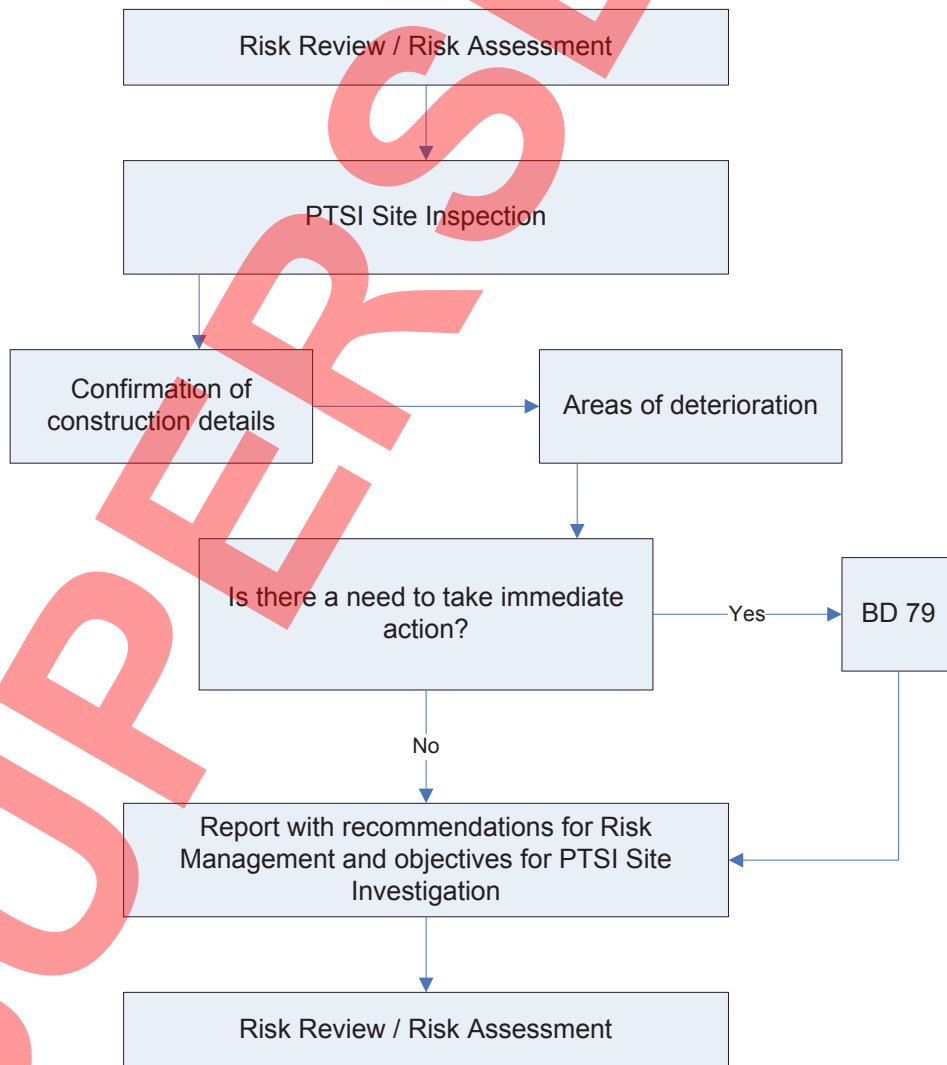 Risk Review / Risk Assessment
PTSI Site Inspection
Confirmation of
construction details
Areas of deterioration
Is there a need to take immediate
action?
Yes
BD 79
No
Report with recommendations for Risk
Management and objectives for PTSI Site
Investigation
Risk Review / Risk Assessment
UPERSE